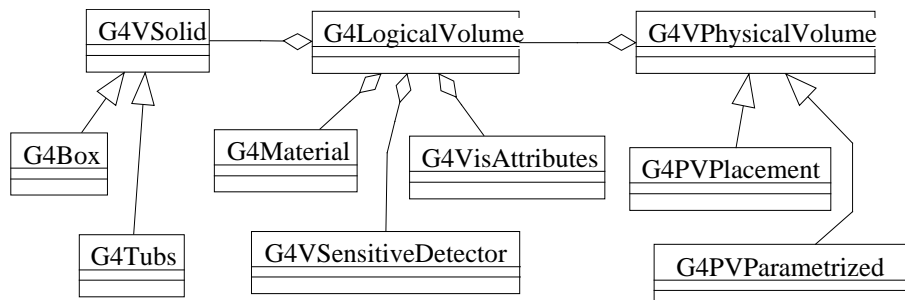 G4VSolid
G4LogicalVolume
G4VPhysicalVolume
G4Box
G4Material
G4VisAttributes
G4PVPlacement
G4Tubs
G4VSensitiveDetector
G4PVParametrized